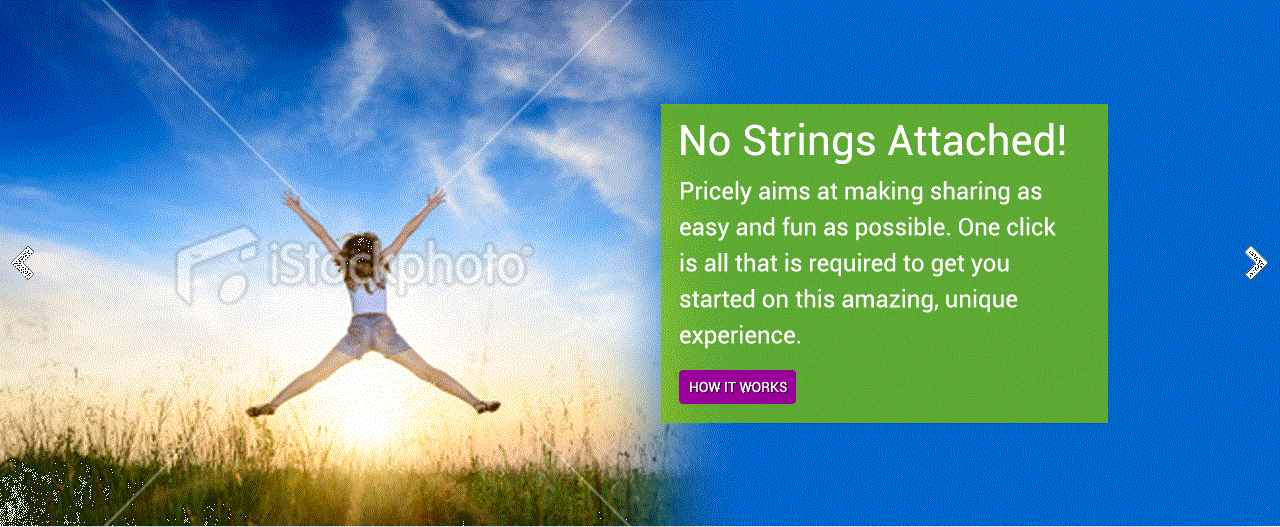 iStockphoto
No Strings Attached!
Pricely aims at making sharing as
easy and fun as possible. One click
is all that is required to get you
started on this amazing, unique
experience.
HOW IT WORKS